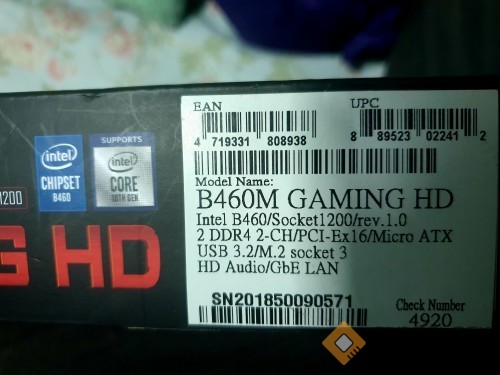 EAN
4 719331 808938
UPC
8 89523 02241 2
Model Name:
B460M GAMING HD
Intel B460/Socket1200/rev.1.0
2 DDR4 2-CH/PCI-Ex16/Micro ATX
USB 3.2/M.2 socket 3
HD Audio/GbE LAN
SN201850090571
Check Number
4920
intel
CHIPSET
B460
SUPPORTS
intel
CORE
10TH GEN
1200
G HD